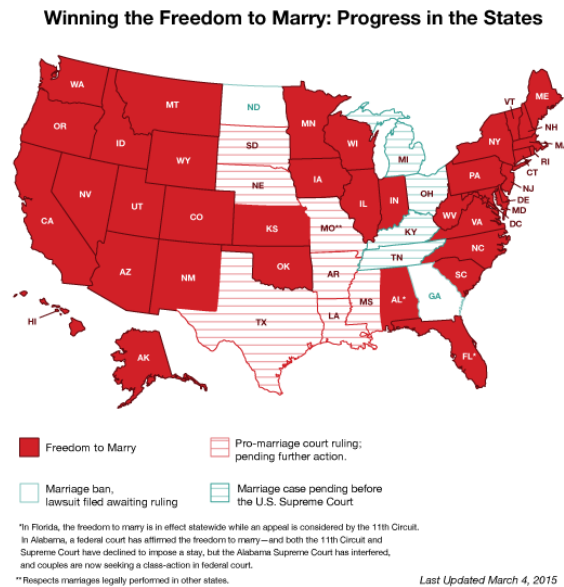 Winning the Freedom to Marry: Progress in the States
WA
OR
CA
NV
ID
MT
WY
UT
CO
AZ
NM
ND
SD
NE
KS
OK
TX
MN
IA
MO**
AR
LA
WI
IL
IN
MI
OH
KY
TN
MS
AL*
GA
FL*
SC
NC
VA
WV
PA
NY
VT
ME
NH
RI
CT
NJ
DE
MD
DC
HI
AK
Freedom to Marry
Pro-marriage court ruling;
pending further action.
Marriage ban,
lawsuit filed awaiting ruling
Marriage case pending before
the U.S. Supreme Court
*In Florida, the freedom to marry is in effect statewide while an appeal is considered by the 11th Circuit.
In Alabama, a federal court has affirmed the freedom to marry—and both the 11th Circuit and
Supreme Court have declined to impose a stay, but the Alabama Supreme Court has interfered,
and couples are now seeking a class-action in federal court.
**Respects marriages legally performed in other states.
Last Updated March 4, 2015